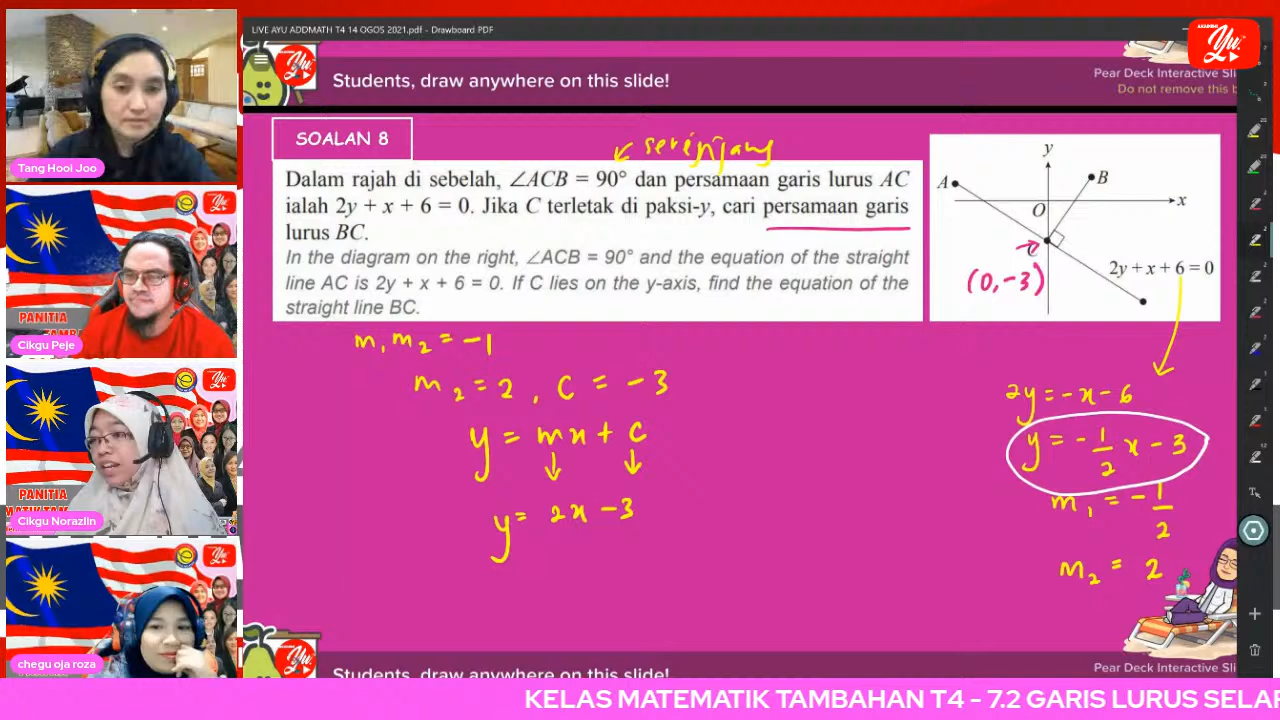 LIVE AYU ADDMATH T4 14 OGOS 2021.pdf - Drawboard PDF
Students, draw anywhere on this slide!
Pear Deck Interactive Sli
Do not remove this b
SOALAN 8
serenjang
Dalam rajah di sebelah, ∠ACB = 90° dan persamaan garis lurus AC
ialah 2y + x + 6 = 0. Jika C terletak di paksi-y, cari persamaan garis
lurus BC.
In the diagram on the right, ∠ACB = 90° and the equation of the straight
line AC is 2y + x + 6 = 0. If C lies on the y-axis, find the equation of the
straight line BC.
y
A
B
O
x
C
(0, -3)
2y + x + 6 = 0
m₁m₂ = -1
m₂ = 2, c = -3
y = mx + c
y = 2x - 3
2y = -x - 6
y = -1/2 x - 3
m₁ = -1/2
m₂ = 2
Tang Hooi Joo
PANITIA
Cikgu Peje
PANITIA
Cikgu Norazlin
chegu oja roza
Students, draw anywhere on this slide!
Pear Deck Interactive Sli
KELAS MATEMATIK TAMBAHAN T4 - 7.2 GARIS LURUS SELAR